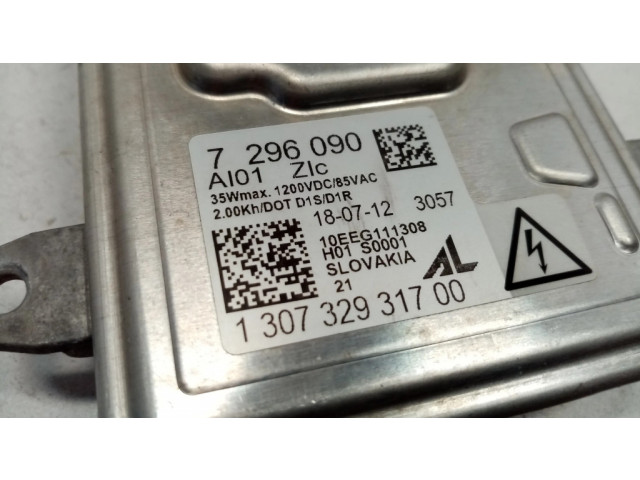 7 296 090
AI01 ZIc
35Wmax. 1200VDC/85VAC
2.00Kh/DOT D1S/D1R
18-07-12 3057
10EEG111308
H01 S0001
SLOVAKIA
21
AL
1 307 329 317 00